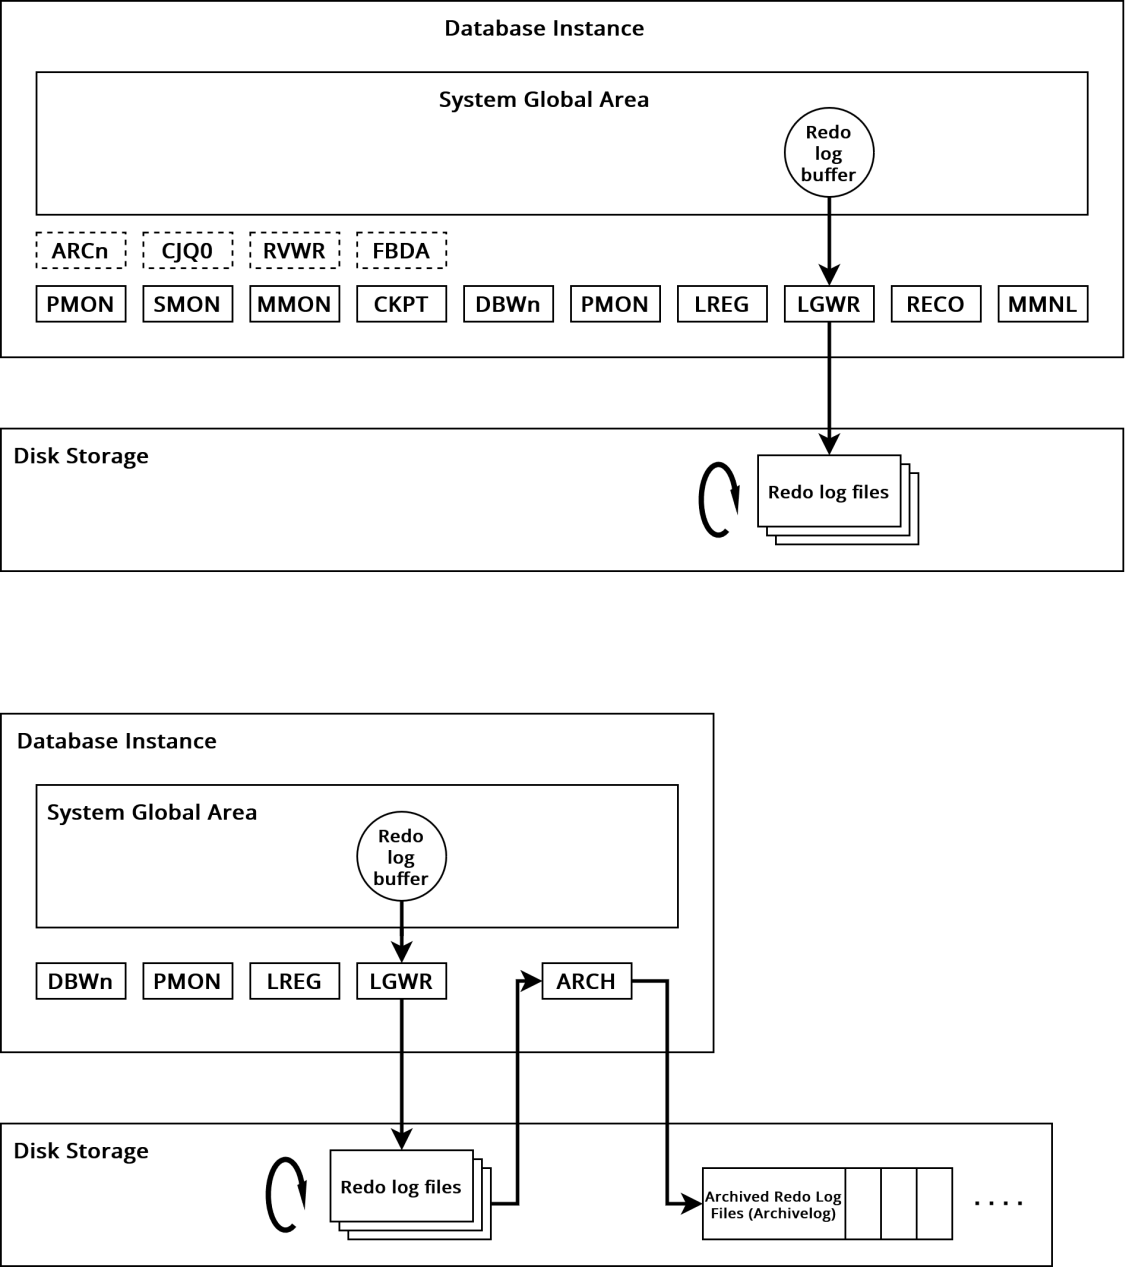 Database Instance
System Global Area
Redo
log
buffer
ARCn
CJQ0
RVWR
FBDA
PMON
SMON
MMON
CKPT
DBWn
PMON
LREG
LGWR
RECO
MMNL
Disk Storage
Redo log files
Database Instance
System Global Area
Redo
log
buffer
DBWn
PMON
LREG
LGWR
ARCH
Disk Storage
Redo log files
Archived Redo Log
Files (Archivelog)
. . . .